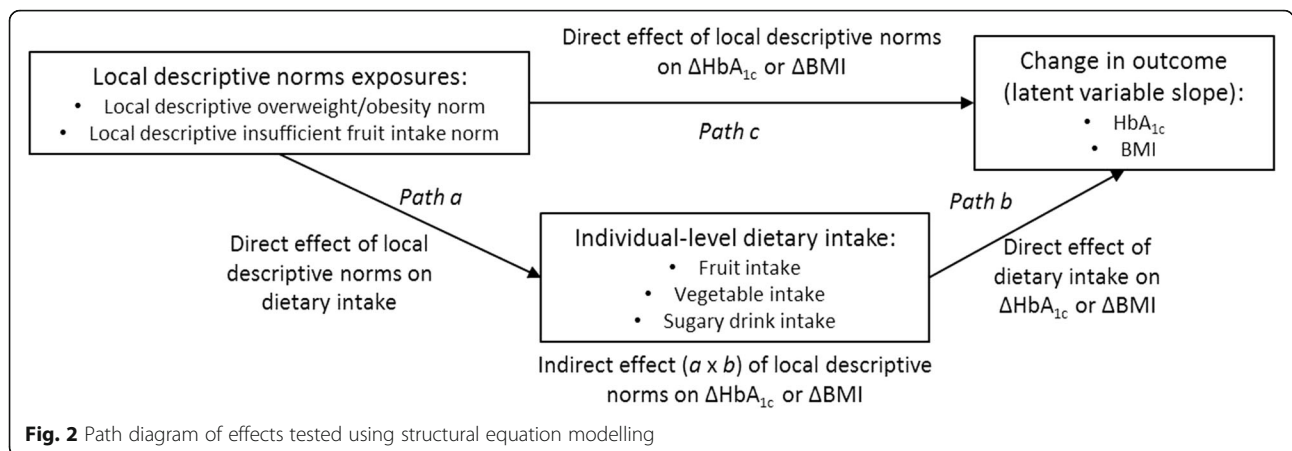 Direct effect of local descriptive norms
on ΔHbA1c or ΔBMI
Local descriptive norms exposures:
• Local descriptive overweight/obesity norm
• Local descriptive insufficient fruit intake norm
Path c
Change in outcome
(latent variable slope):
• HbA1c
• BMI
Path a
Direct effect of local
descriptive norms on
dietary intake
Individual-level dietary intake:
• Fruit intake
• Vegetable intake
• Sugary drink intake
Path b
Direct effect of
dietary intake on
ΔHbA1c or ΔBMI
Indirect effect (a x b) of local descriptive
norms on ΔHbA1c or ΔBMI
Fig. 2 Path diagram of effects tested using structural equation modelling